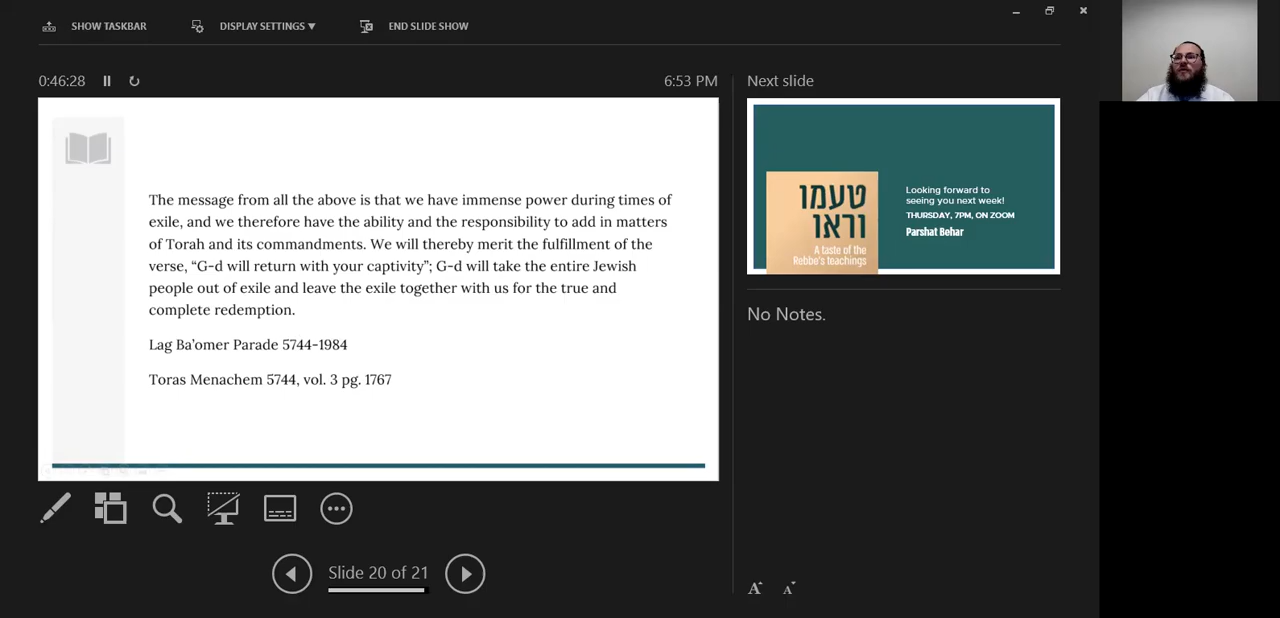 SHOW TASKBAR
DISPLAY SETTINGS ▼
END SLIDE SHOW
0:46:28
6:53 PM
Next slide
The message from all the above is that we have immense power during times of
exile, and we therefore have the ability and the responsibility to add in matters
of Torah and its commandments. We will thereby merit the fulfillment of the
verse, “G-d will return with your captivity”; G-d will take the entire Jewish
people out of exile and leave the exile together with us for the true and
complete redemption.
Lag Ba’omer Parade 5744-1984
Toras Menachem 5744, vol. 3 pg. 1767
טעמו
וראו
A taste of the
Rebbe's teachings
Looking forward to
seeing you next week!
THURSDAY, 7PM, ON ZOOM
Parshat Behar
No Notes.
Slide 20 of 21
A A